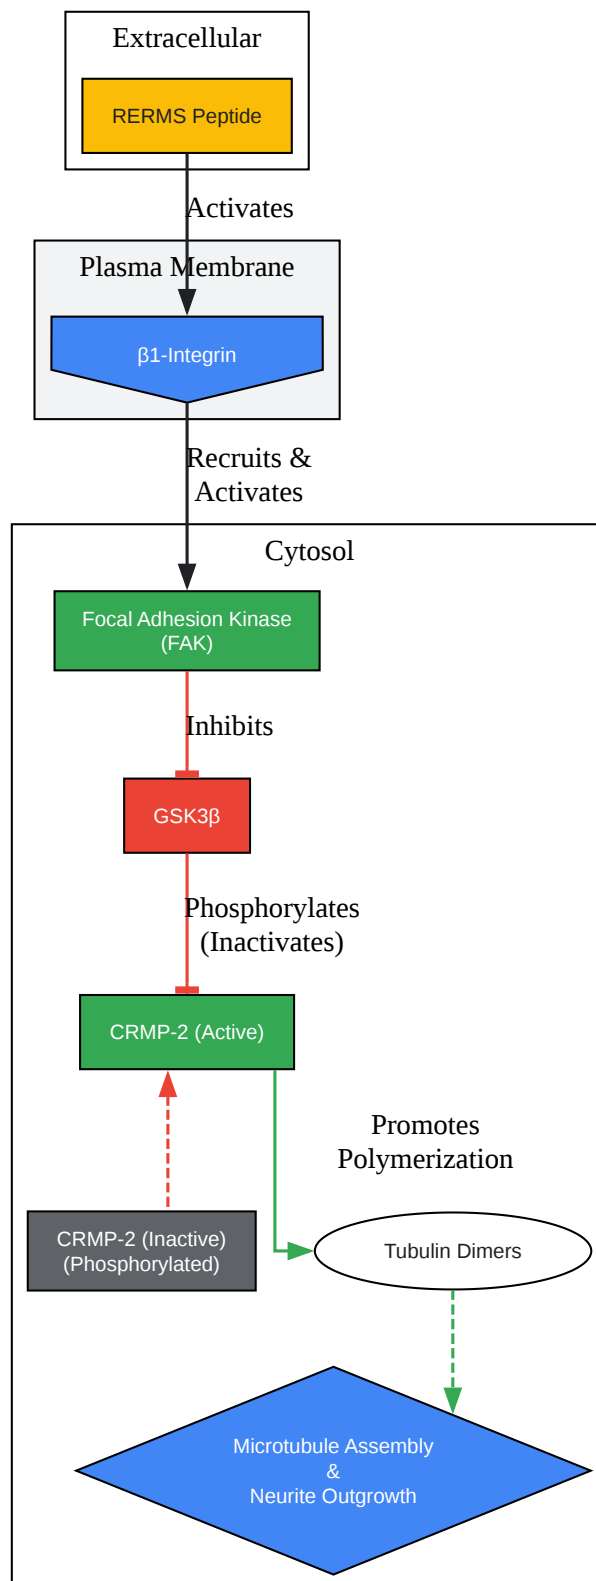 Extracellular
RERMS Peptide
Activates
Plasma Membrane
β1-Integrin
Recruits &
Activates
Cytosol
Focal Adhesion Kinase
(FAK)
Inhibits
GSK3β
Phosphorylates
(Inactivates)
CRMP-2 (Active)
Promotes
Polymerization
CRMP-2 (Inactive)
(Phosphorylated)
Tubulin Dimers
Microtubule Assembly
&
Neurite Outgrowth